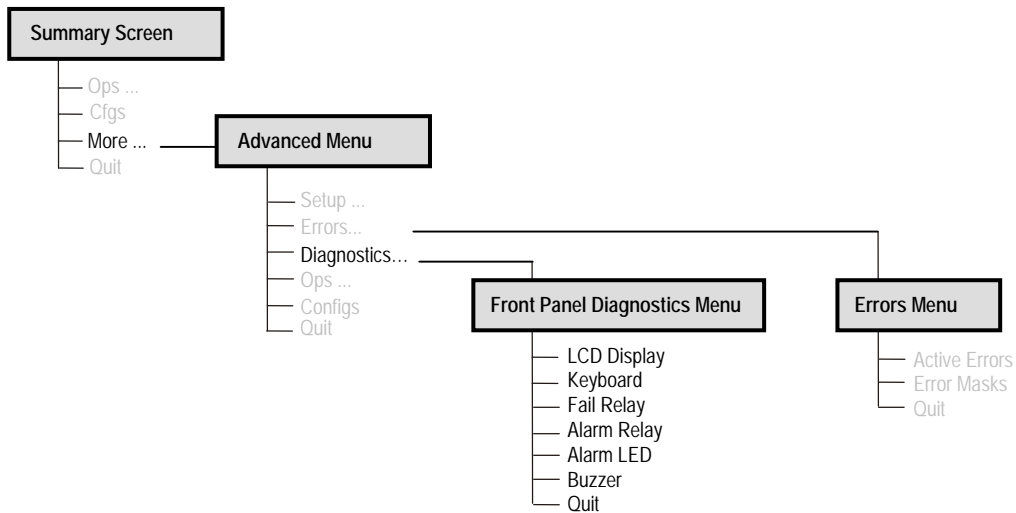 Summary Screen
Ops ...
Cfgs
More ...
Quit
Advanced Menu
Setup ...
Errors...
Diagnostics...
Ops ...
Configs
Quit
Front Panel Diagnostics Menu
LCD Display
Keyboard
Fail Relay
Alarm Relay
Alarm LED
Buzzer
Quit
Errors Menu
Active Errors
Error Masks
Quit